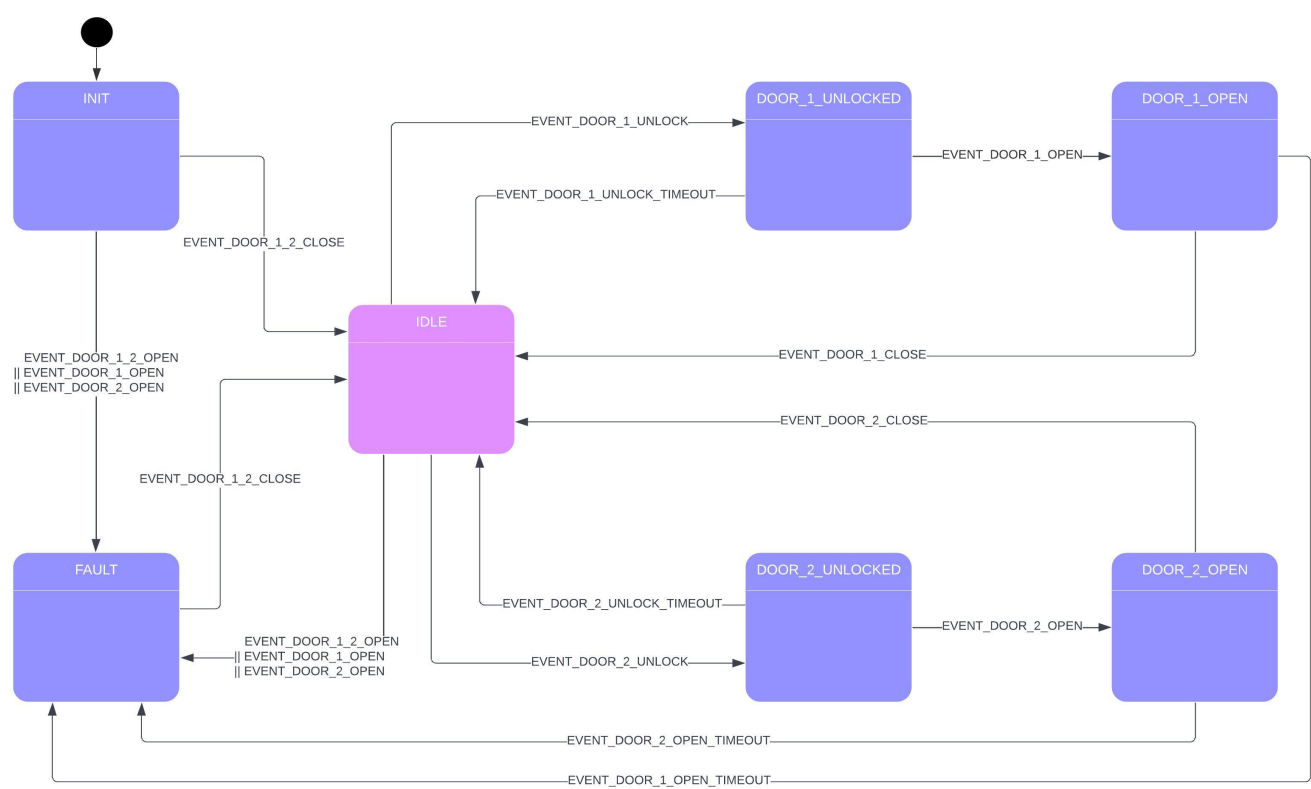 INIT
DOOR_1_UNLOCKED
DOOR_1_OPEN
EVENT_DOOR_1_UNLOCK
EVENT_DOOR_1_OPEN
EVENT_DOOR_1_UNLOCK_TIMEOUT
EVENT_DOOR_1_2_CLOSE
IDLE
EVENT_DOOR_1_2_OPEN
|| EVENT_DOOR_1_OPEN
|| EVENT_DOOR_2_OPEN
EVENT_DOOR_1_CLOSE
EVENT_DOOR_2_CLOSE
EVENT_DOOR_1_2_CLOSE
FAULT
DOOR_2_UNLOCKED
DOOR_2_OPEN
EVENT_DOOR_2_UNLOCK_TIMEOUT
EVENT_DOOR_2_OPEN
EVENT_DOOR_1_2_OPEN
|| EVENT_DOOR_1_OPEN
|| EVENT_DOOR_2_OPEN
EVENT_DOOR_2_UNLOCK
EVENT_DOOR_2_OPEN_TIMEOUT
EVENT_DOOR_1_OPEN_TIMEOUT